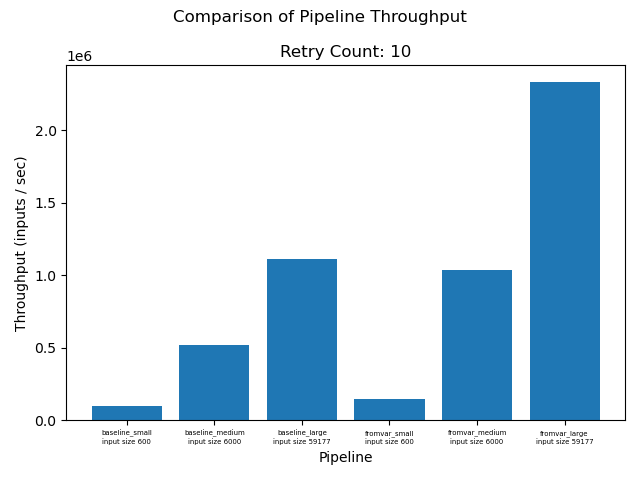 Comparison of Pipeline Throughput
Retry Count: 10
1e6
2.0
1.5
1.0
0.5
0.0
Throughput (inputs / sec)
baseline_small
input size 600
baseline_medium
input size 6000
baseline_large
input size 59177
fromvar_small
input size 600
fromvar_medium
input size 6000
fromvar_large
input size 59177
Pipeline